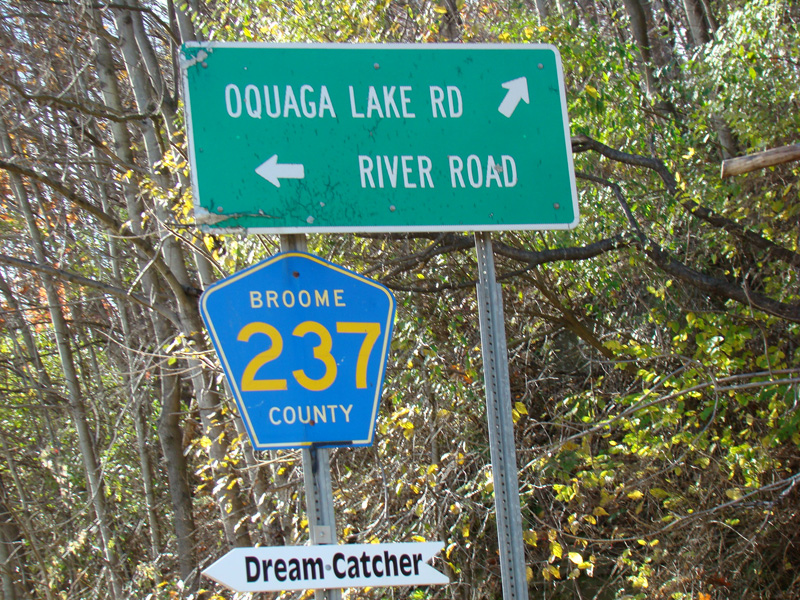 OQUAGA LAKE RD
RIVER ROAD
BROOME
237
COUNTY
Dream Catcher